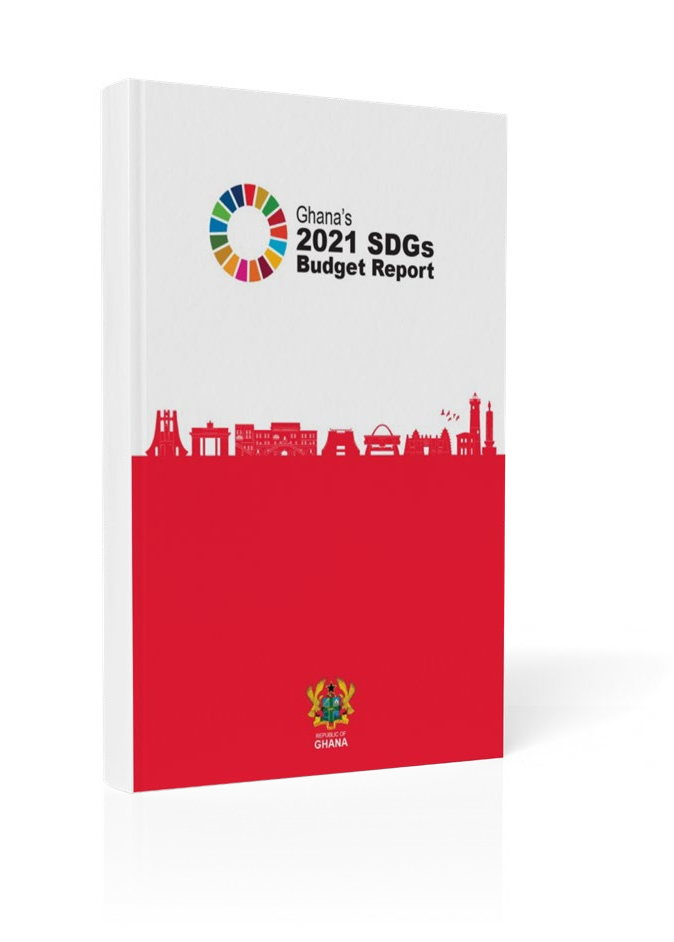 Ghana's
2021 SDGs
Budget Report
REPUBLIC OF
GHANA